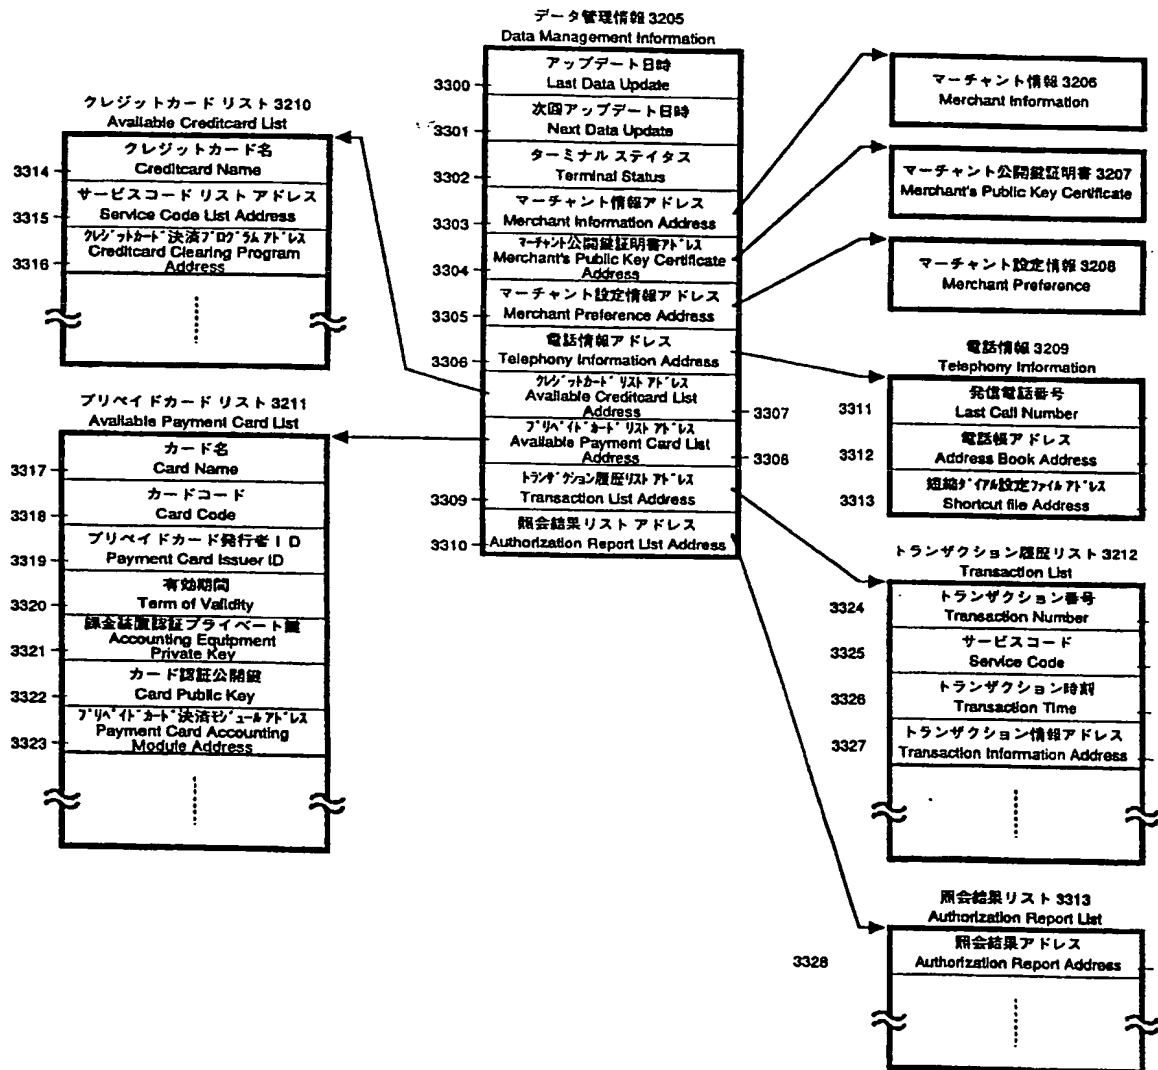 データ管理情報 3205
Data Management Information
3300
アップデート日時
Last Data Update
3301
次回アップデート日時
Next Data Update
3302
ターミナル ステイタス
Terminal Status
3303
マーチャント情報アドレス
Merchant Information Address
3304
マーチャント公開鍵証明書アドレス
Merchant's Public Key Certificate
Address
3305
マーチャント設定情報アドレス
Merchant Preference Address
3306
電話情報アドレス
Telephony Information Address
クレジットカード リスト アドレス
Available Creditcard List
Address
3307
プリペイドカード リスト アドレス
Available Payment Card List
Address
3308
3309
トランザクション履歴リスト アドレス
Transaction List Address
3310
照会結果リスト アドレス
Authorization Report List Address
クレジットカード リスト 3210
Available Creditcard List
3314
クレジットカード名
Creditcard Name
3315
サービスコード リスト アドレス
Service Code List Address
3316
クレジットカード決済プログラム アドレス
Creditcard Clearing Program
Address
プリペイドカード リスト 3211
Available Payment Card List
3317
カード名
Card Name
3318
カードコード
Card Code
3319
プリペイドカード発行者ID
Payment Card Issuer ID
3320
有効期間
Term of Validity
3321
課金装置認証プライベート鍵
Accounting Equipment
Private Key
3322
カード認証公開鍵
Card Public Key
3323
プリペイドカード決済モジュールアドレス
Payment Card Accounting
Module Address
マーチャント情報 3206
Merchant Information
マーチャント公開鍵証明書 3207
Merchant's Public Key Certificate
マーチャント設定情報 3208
Merchant Preference
電話情報 3209
Telephony Information
3311
発信電話番号
Last Call Number
3312
電話帳アドレス
Address Book Address
3313
短縮ダイアル設定ファイル アドレス
Shortcut file Address
トランザクション履歴リスト 3212
Transaction List
3324
トランザクション番号
Transaction Number
3325
サービスコード
Service Code
3326
トランザクション時刻
Transaction Time
3327
トランザクション情報アドレス
Transaction Information Address
照会結果リスト 3313
Authorization Report List
3328
照会結果アドレス
Authorization Report Address